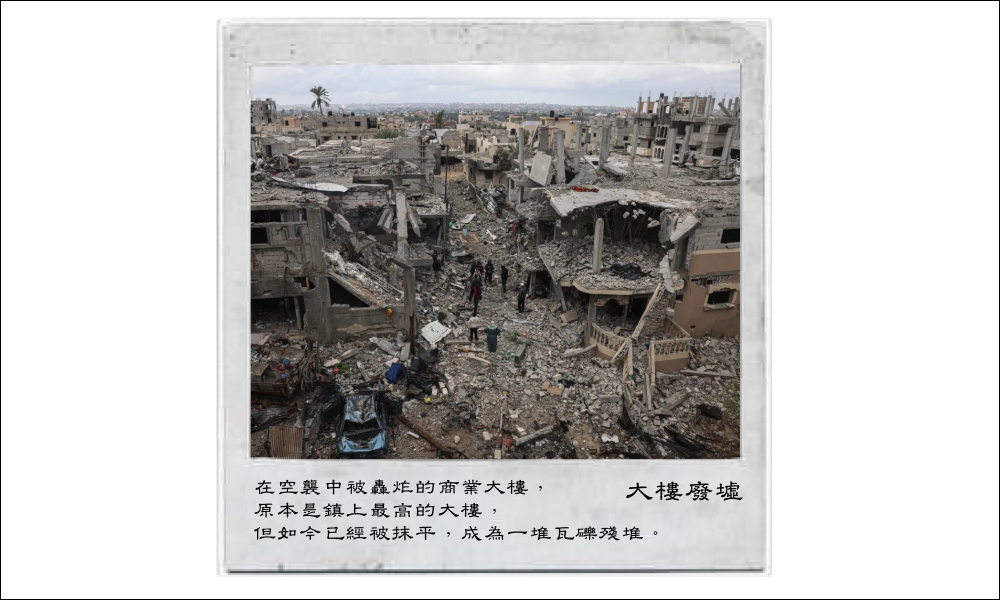 在空襲中被轟炸的商業大樓，
原本是鎮上最高的大樓，
但如今已經被抹平，成為一堆瓦礫殘堆。
大樓廢墟